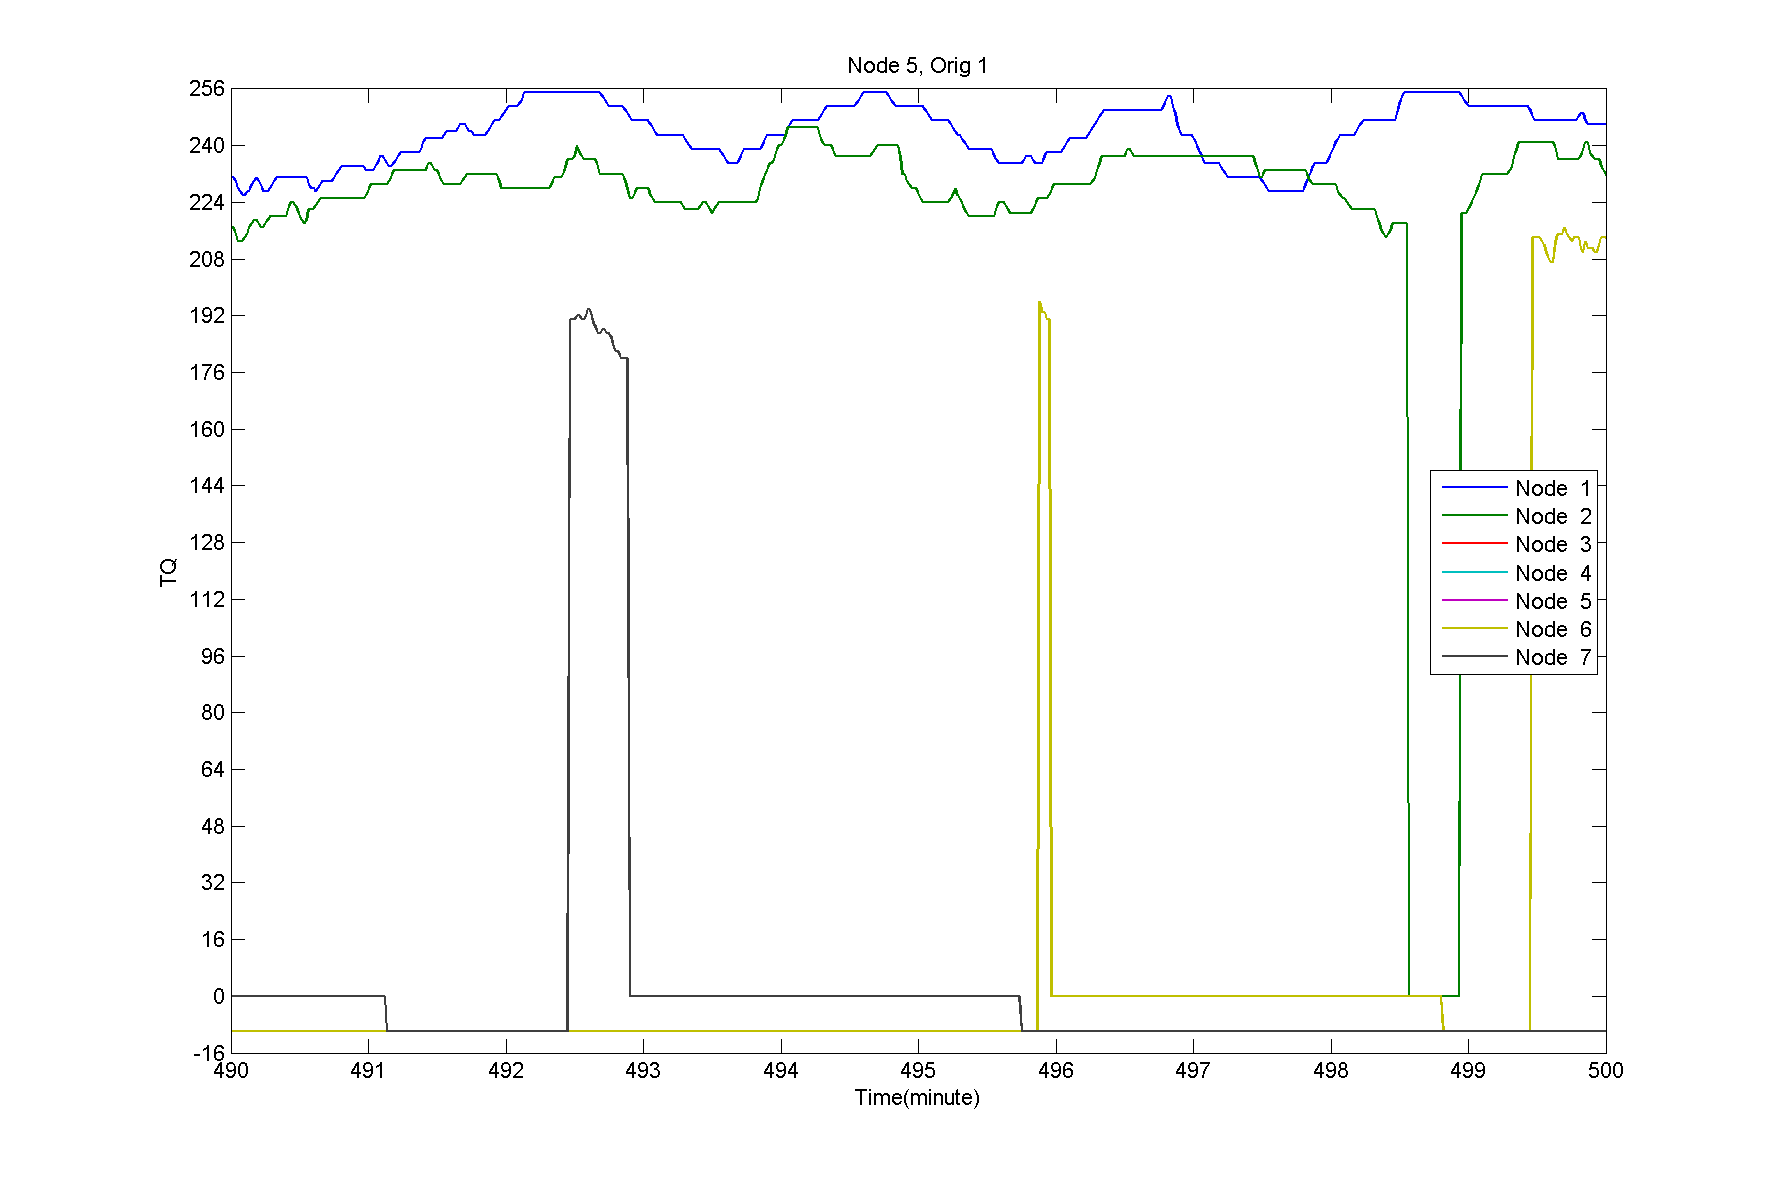 Node 5, Orig 1
256
240
224
208
192
176
160
144
128
112
96
80
64
48
32
16
0
-16
TQ
Node 1
Node 2
Node 3
Node 4
Node 5
Node 6
Node 7
490 491 492 493 494 495 496 497 498 499 500
Time(minute)